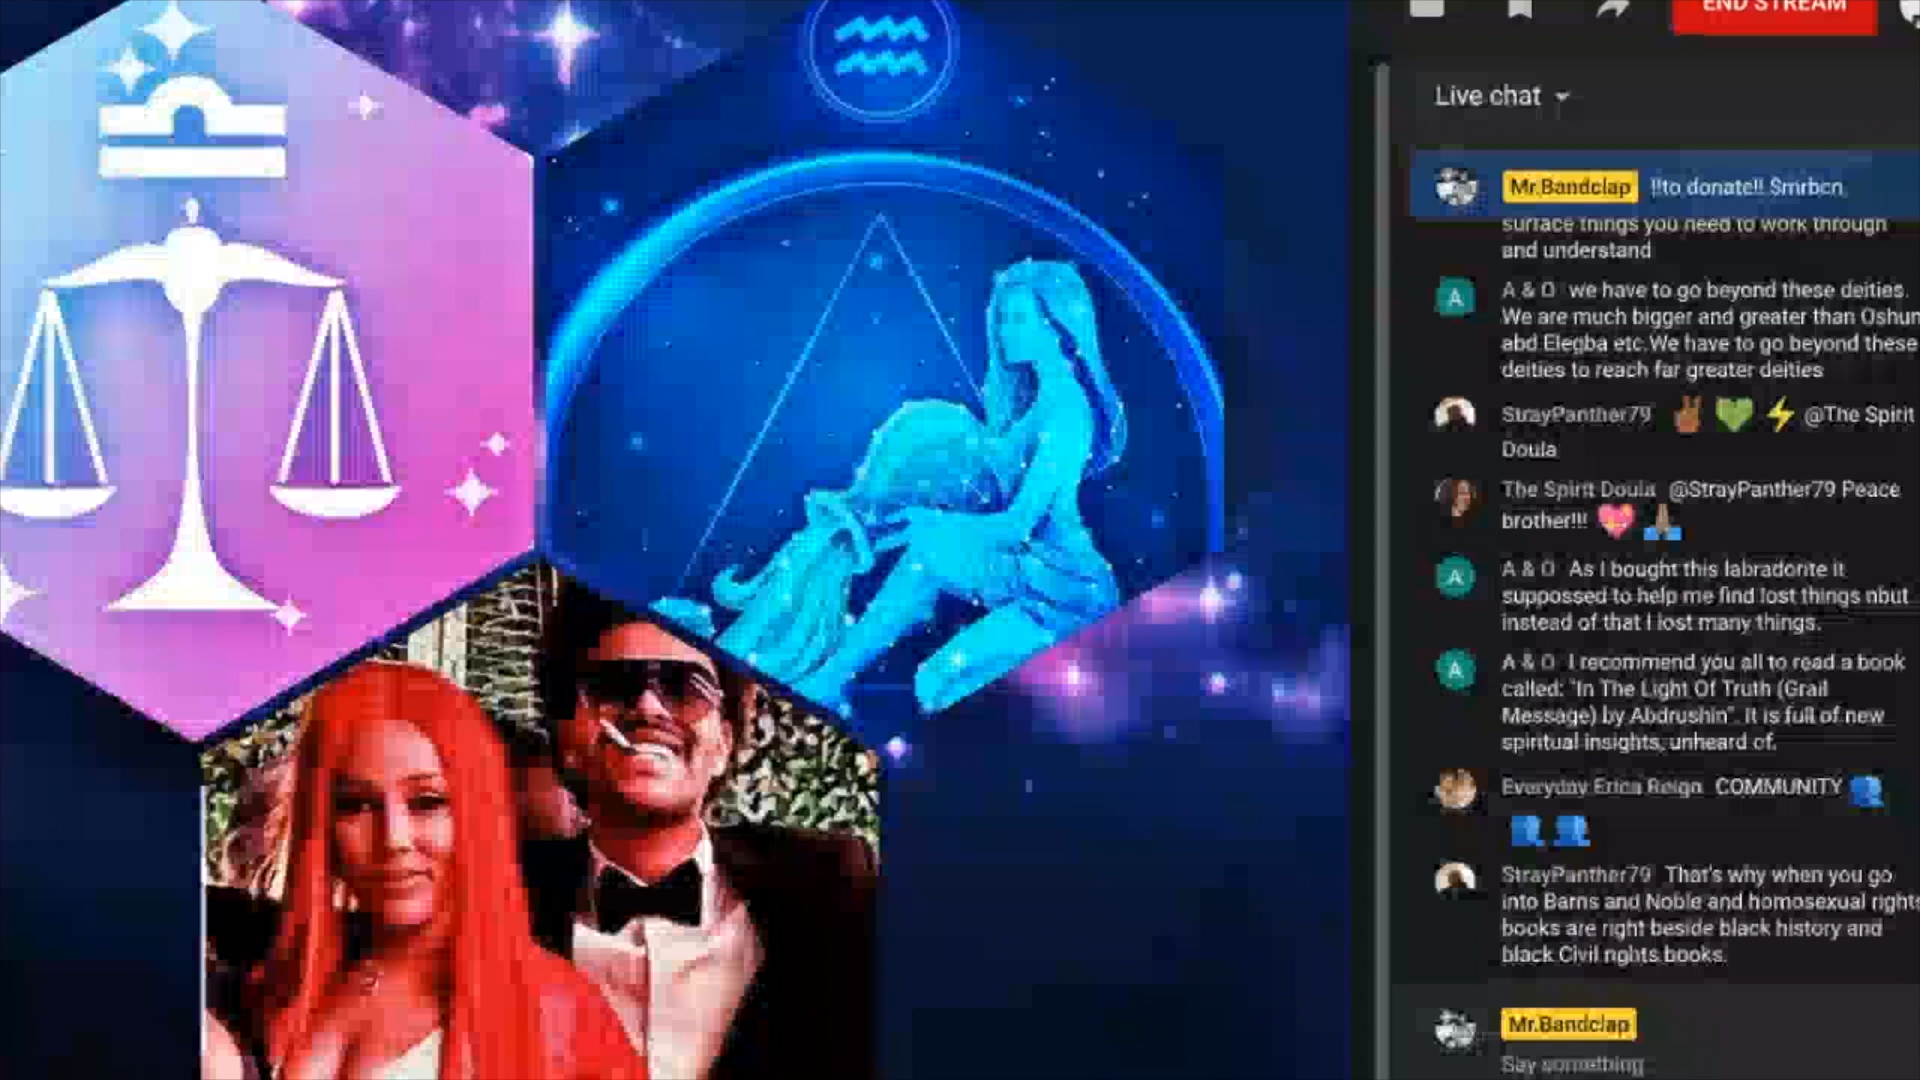 END STREAM
Live chat
Mr.Bandclap !!to donate!! $mrbcn
surface things you need to work through
and understand
A
A & O we have to go beyond these deities.
We are much bigger and greater than Oshun
abd Elegba etc.We have to go beyond these
deities to reach far greater deities
StrayPanther79 @The Spirit
Doula
The Spirit Doula @StrayPanther79 Peace
brother!!!
A
A & O As I bought this labradorite it
suppossed to help me find lost things nbut
instead of that I lost many things.
A
A & O I recommend you all to read a book
called: "In The Light Of Truth (Grail
Message) by Abdrushin". It is full of new
spiritual insights, unheard of.
Everyday Erica Reign COMMUNITY
StrayPanther79 That's why when you go
into Barns and Noble and homosexual rights
books are right beside black history and
black Civil rights books.
Mr.Bandclap
Say something